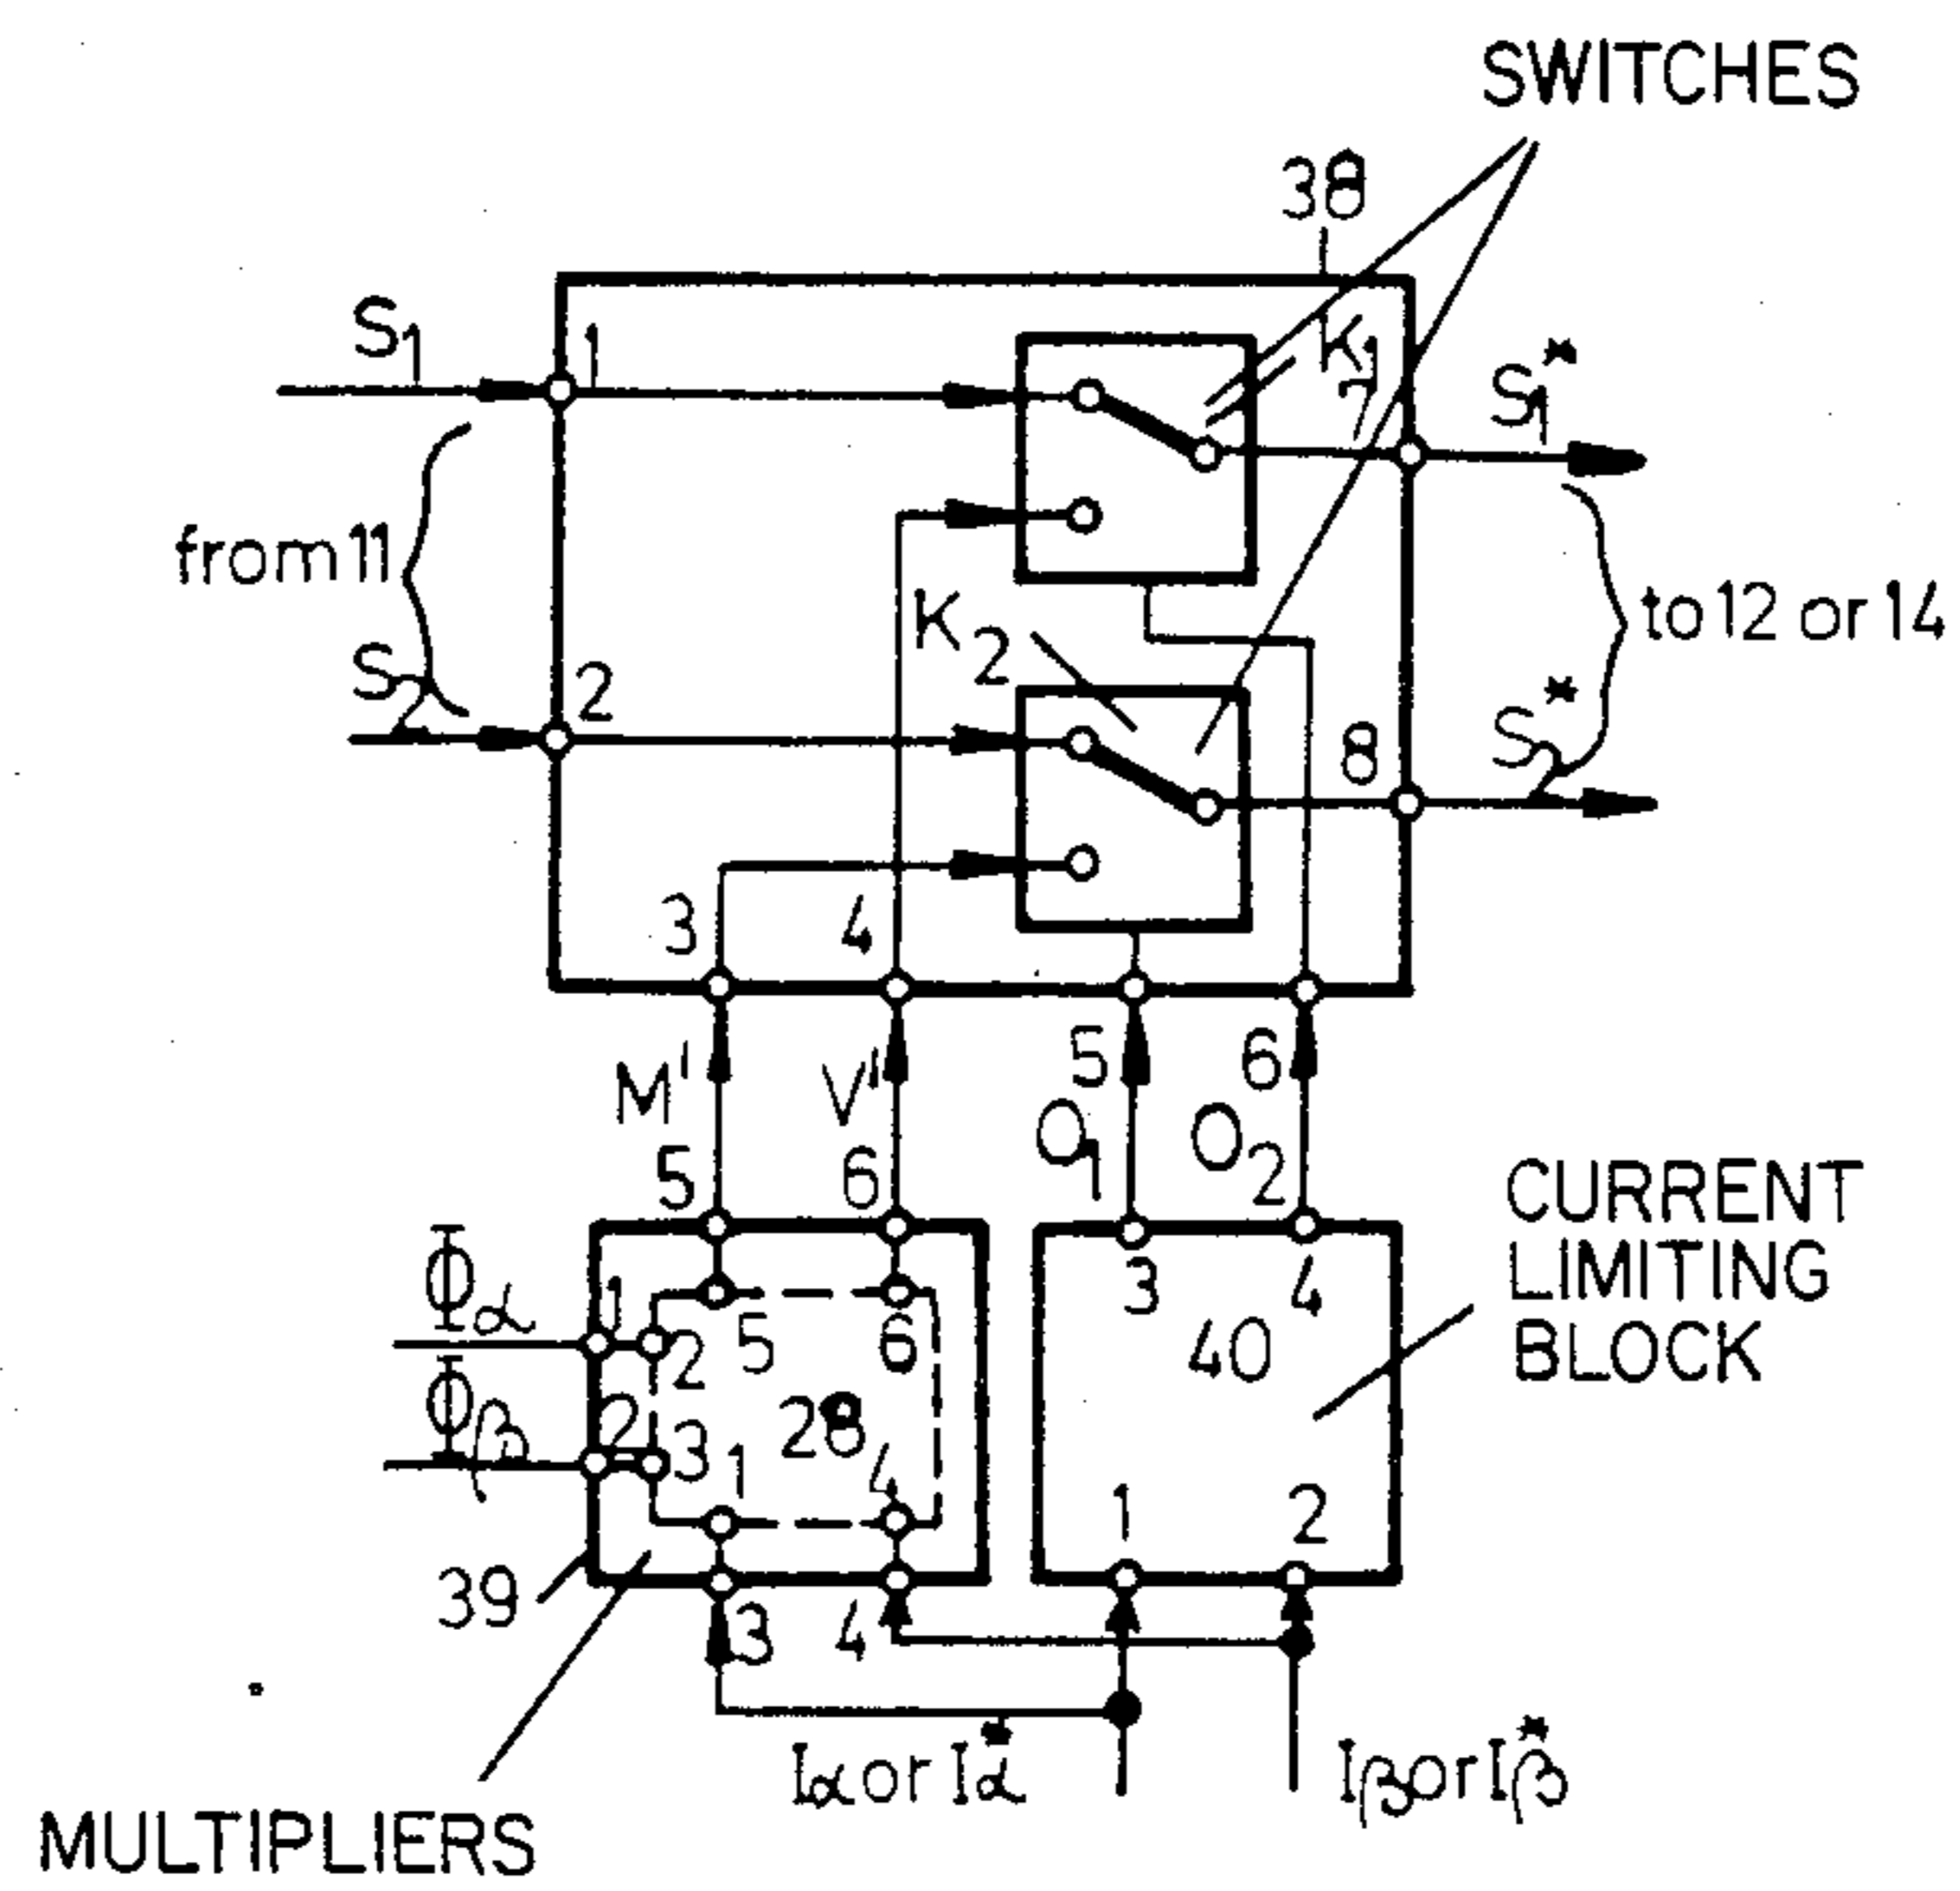 SWITCHES
38
S1
1
K1
7
S1*
from 11
to 12 or 14
K2
S2
2
8
S2*
3
4
M'
V'
5
6
O1
O2
5
6
CURRENT
LIMITING
BLOCK
Φα
1
2
5
6
3
4
40
Φβ
2
3
28
1
4
1
2
39
3
4
Iα or Iα*
Iβ or Iβ*
MULTIPLIERS